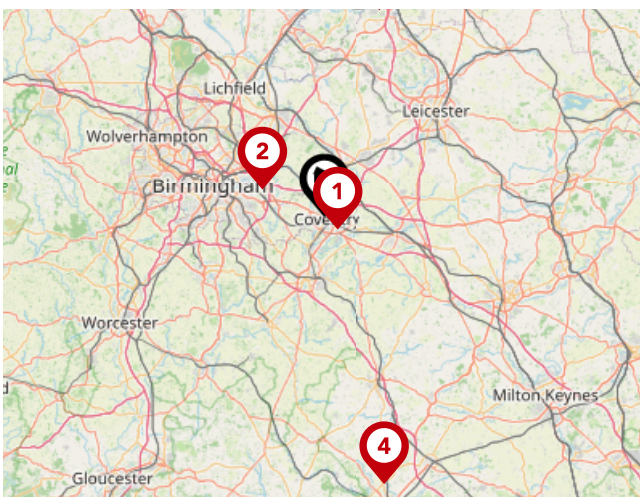 Lichfield
Leicester
Wolverhampton
2
Birmingham
1
Coventry
Worcester
Milton Keynes
4
Gloucester